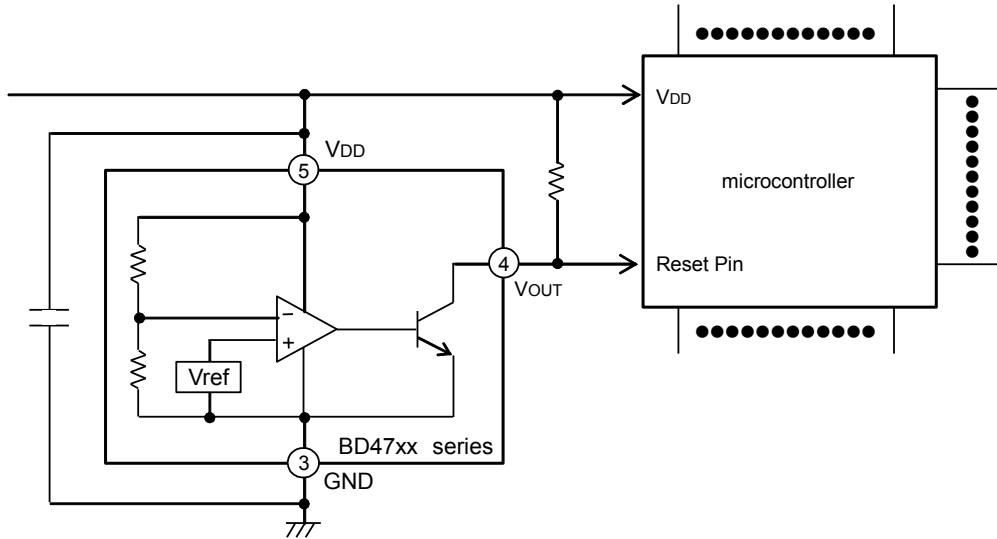 VDD
microcontroller
Reset Pin
VDD
5
4
VOUT
−
+
Vref
BD47xx series
3
GND